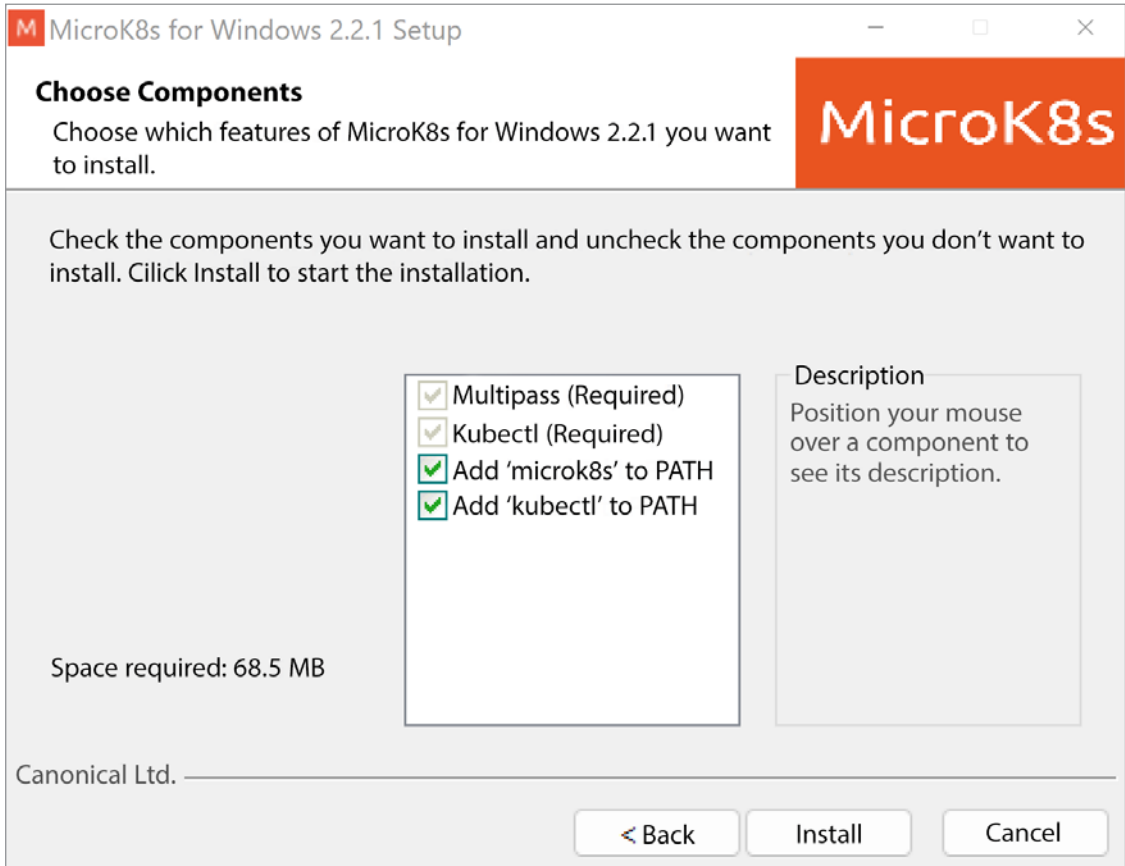 M MicroK8s for Windows 2.2.1 Setup
Choose Components
Choose which features of MicroK8s for Windows 2.2.1 you want
to install.
MicroK8s
Check the components you want to install and uncheck the components you don’t want to
install. Cilick Install to start the installation.
Multipass (Required)
Kubectl (Required)
Add ‘microk8s’ to PATH
Add ‘kubectl’ to PATH
Description
Position your mouse
over a component to
see its description.
Space required: 68.5 MB
Canonical Ltd.
< Back
Install
Cancel